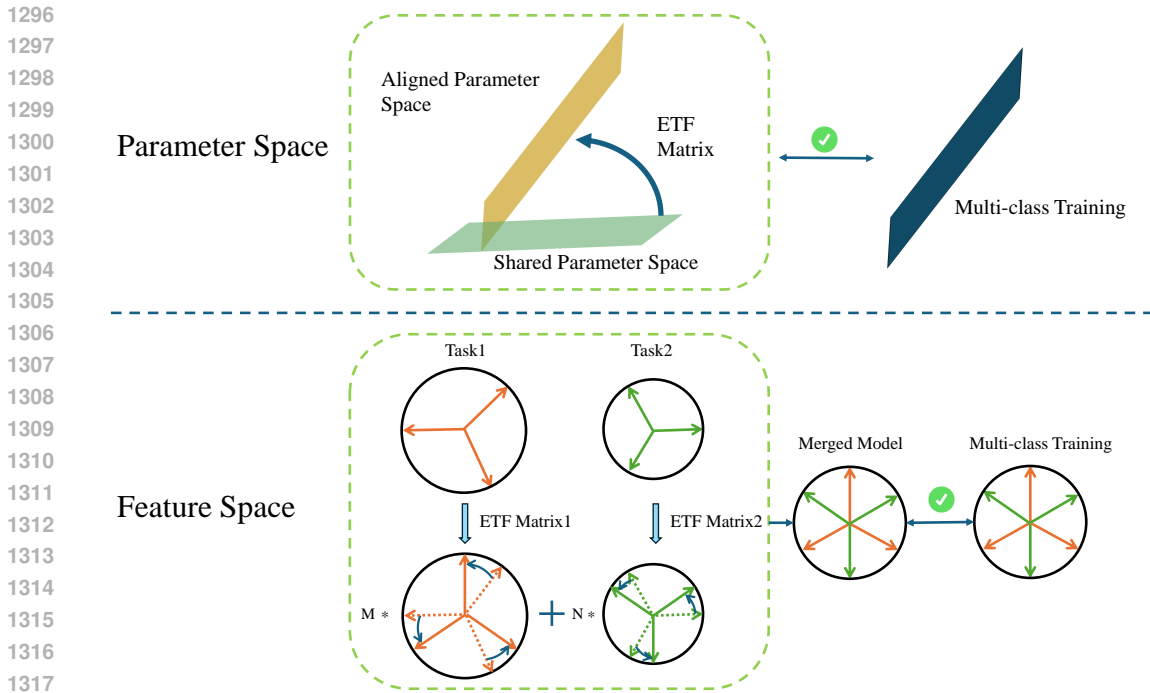 1296
1297
1298
1299
1300
1301
1302
1303
1304
1305
1306
1307
1308
1309
1310
1311
1312
1313
1314
1315
1316
1317
Parameter Space
Aligned Parameter
Space
ETF
Matrix
Shared Parameter Space
Multi-class Training
Feature Space
Task1
Task2
ETF Matrix1
ETF Matrix2
M *
+
N *
Merged Model
Multi-class Training